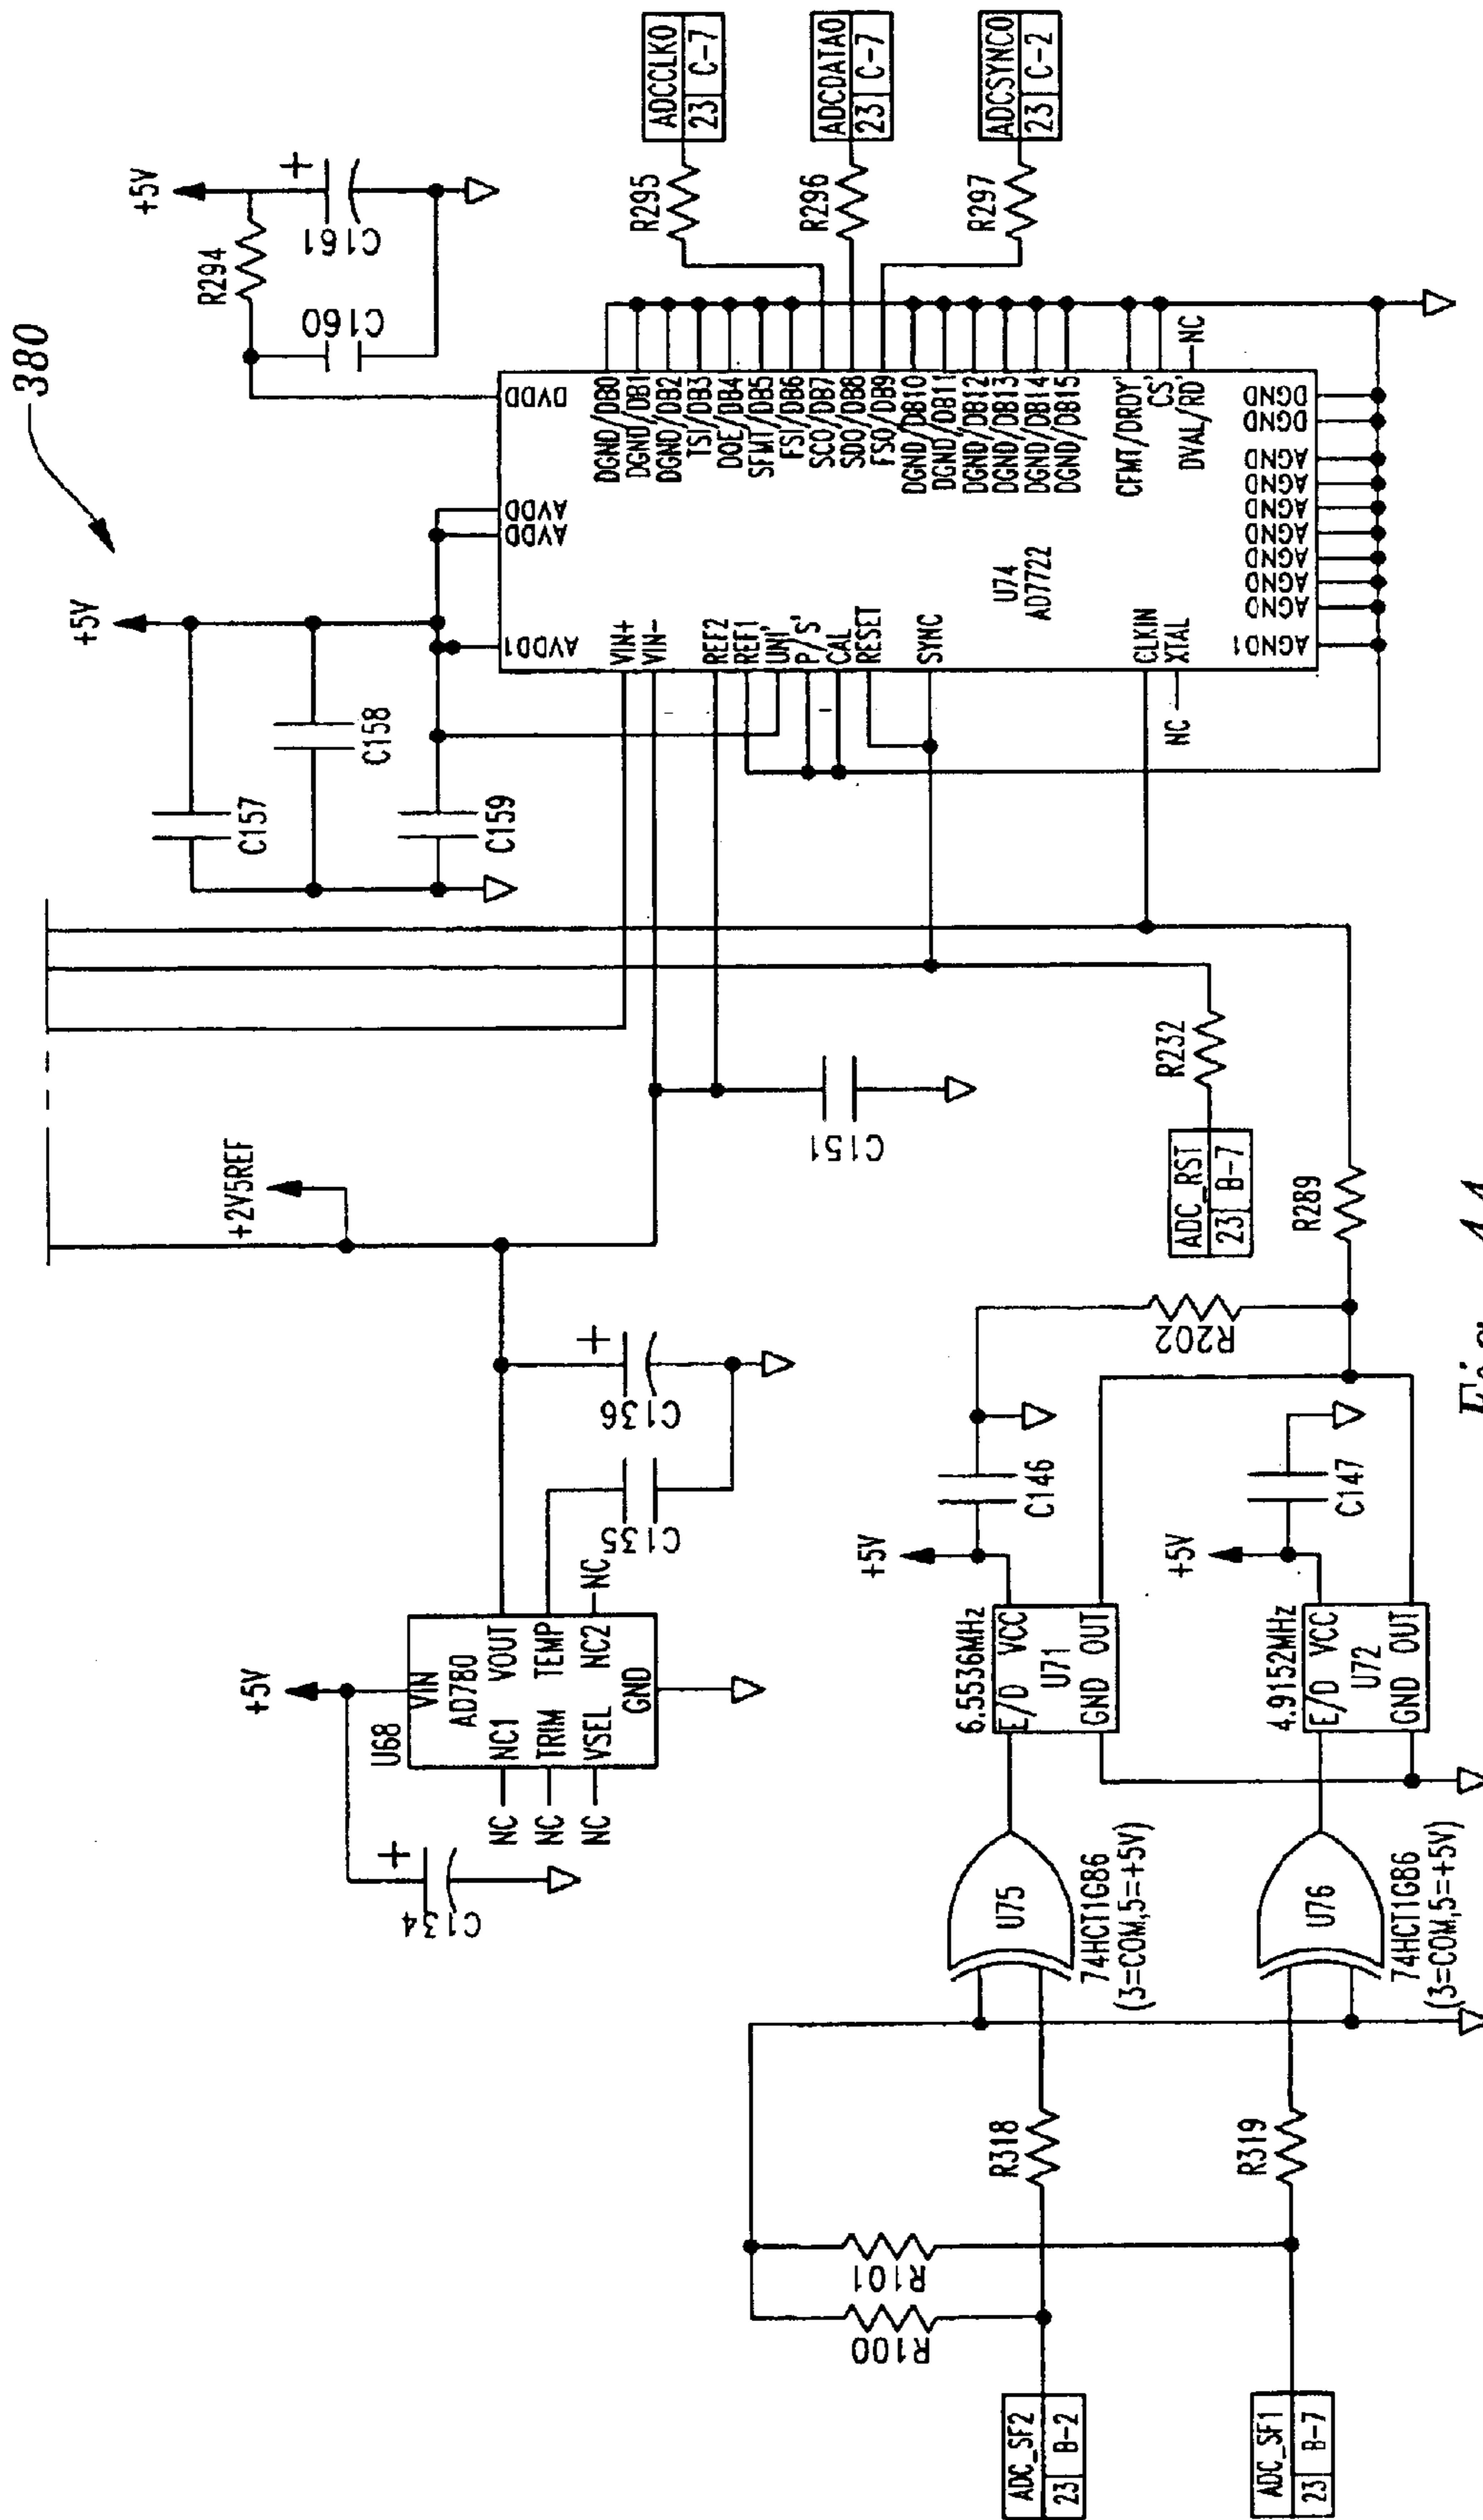 380
+5V
+
R294
C161
C160
ADCCLK0
23 C-7
R295
ADCDATA0
23 C-7
R296
ADCSYNC0
23 C-2
R297
+5V
C157
C158
C159
DVDD
AVDD
AVDD
AVDD1
VIN+
VIN-
REF2
REF1
UNI'
P/S'
CAL
RESET
SYNC
CLKIN
XTAL
NC
U74
AD7722
DGND/DB0
DGND/DB1
DGND/DB2
TSI/DB3
DOE/DB4
SFMT/DB5
FSI/DB6
SCO/DB7
SDO/DB8
FSO/DB9
DGND/DB10
DGND/DB11
DGND/DB12
DGND/DB13
DGND/DB14
DGND/DB15
CFMT/DRDY'
CS'
DVAL/RD'
NC
AGND1
AGND
AGND
AGND
AGND
AGND
AGND
AGND
DGND
DGND
+2V5REF
C151
R232
ADC_RST
23 B-7
R289
R202
+5V
U68
VIN
AD780
NC1 VOUT
TRIM TEMP
VSEL NC2
GND
NC
NC
NC
NC
+
C134
C135
+
C136
+5V
C146
6.5536MHz
E/D VCC
U71
GND OUT
+5V
C147
4.9152MHz
E/D VCC
U72
GND OUT
U75
74HCT1G86
(3=COM,5=+5V)
U76
74HCT1G86
(3=COM,5=+5V)
R318
R319
R101
R100
ADC_SF2
23 B-2
ADC_SF1
23 B-7